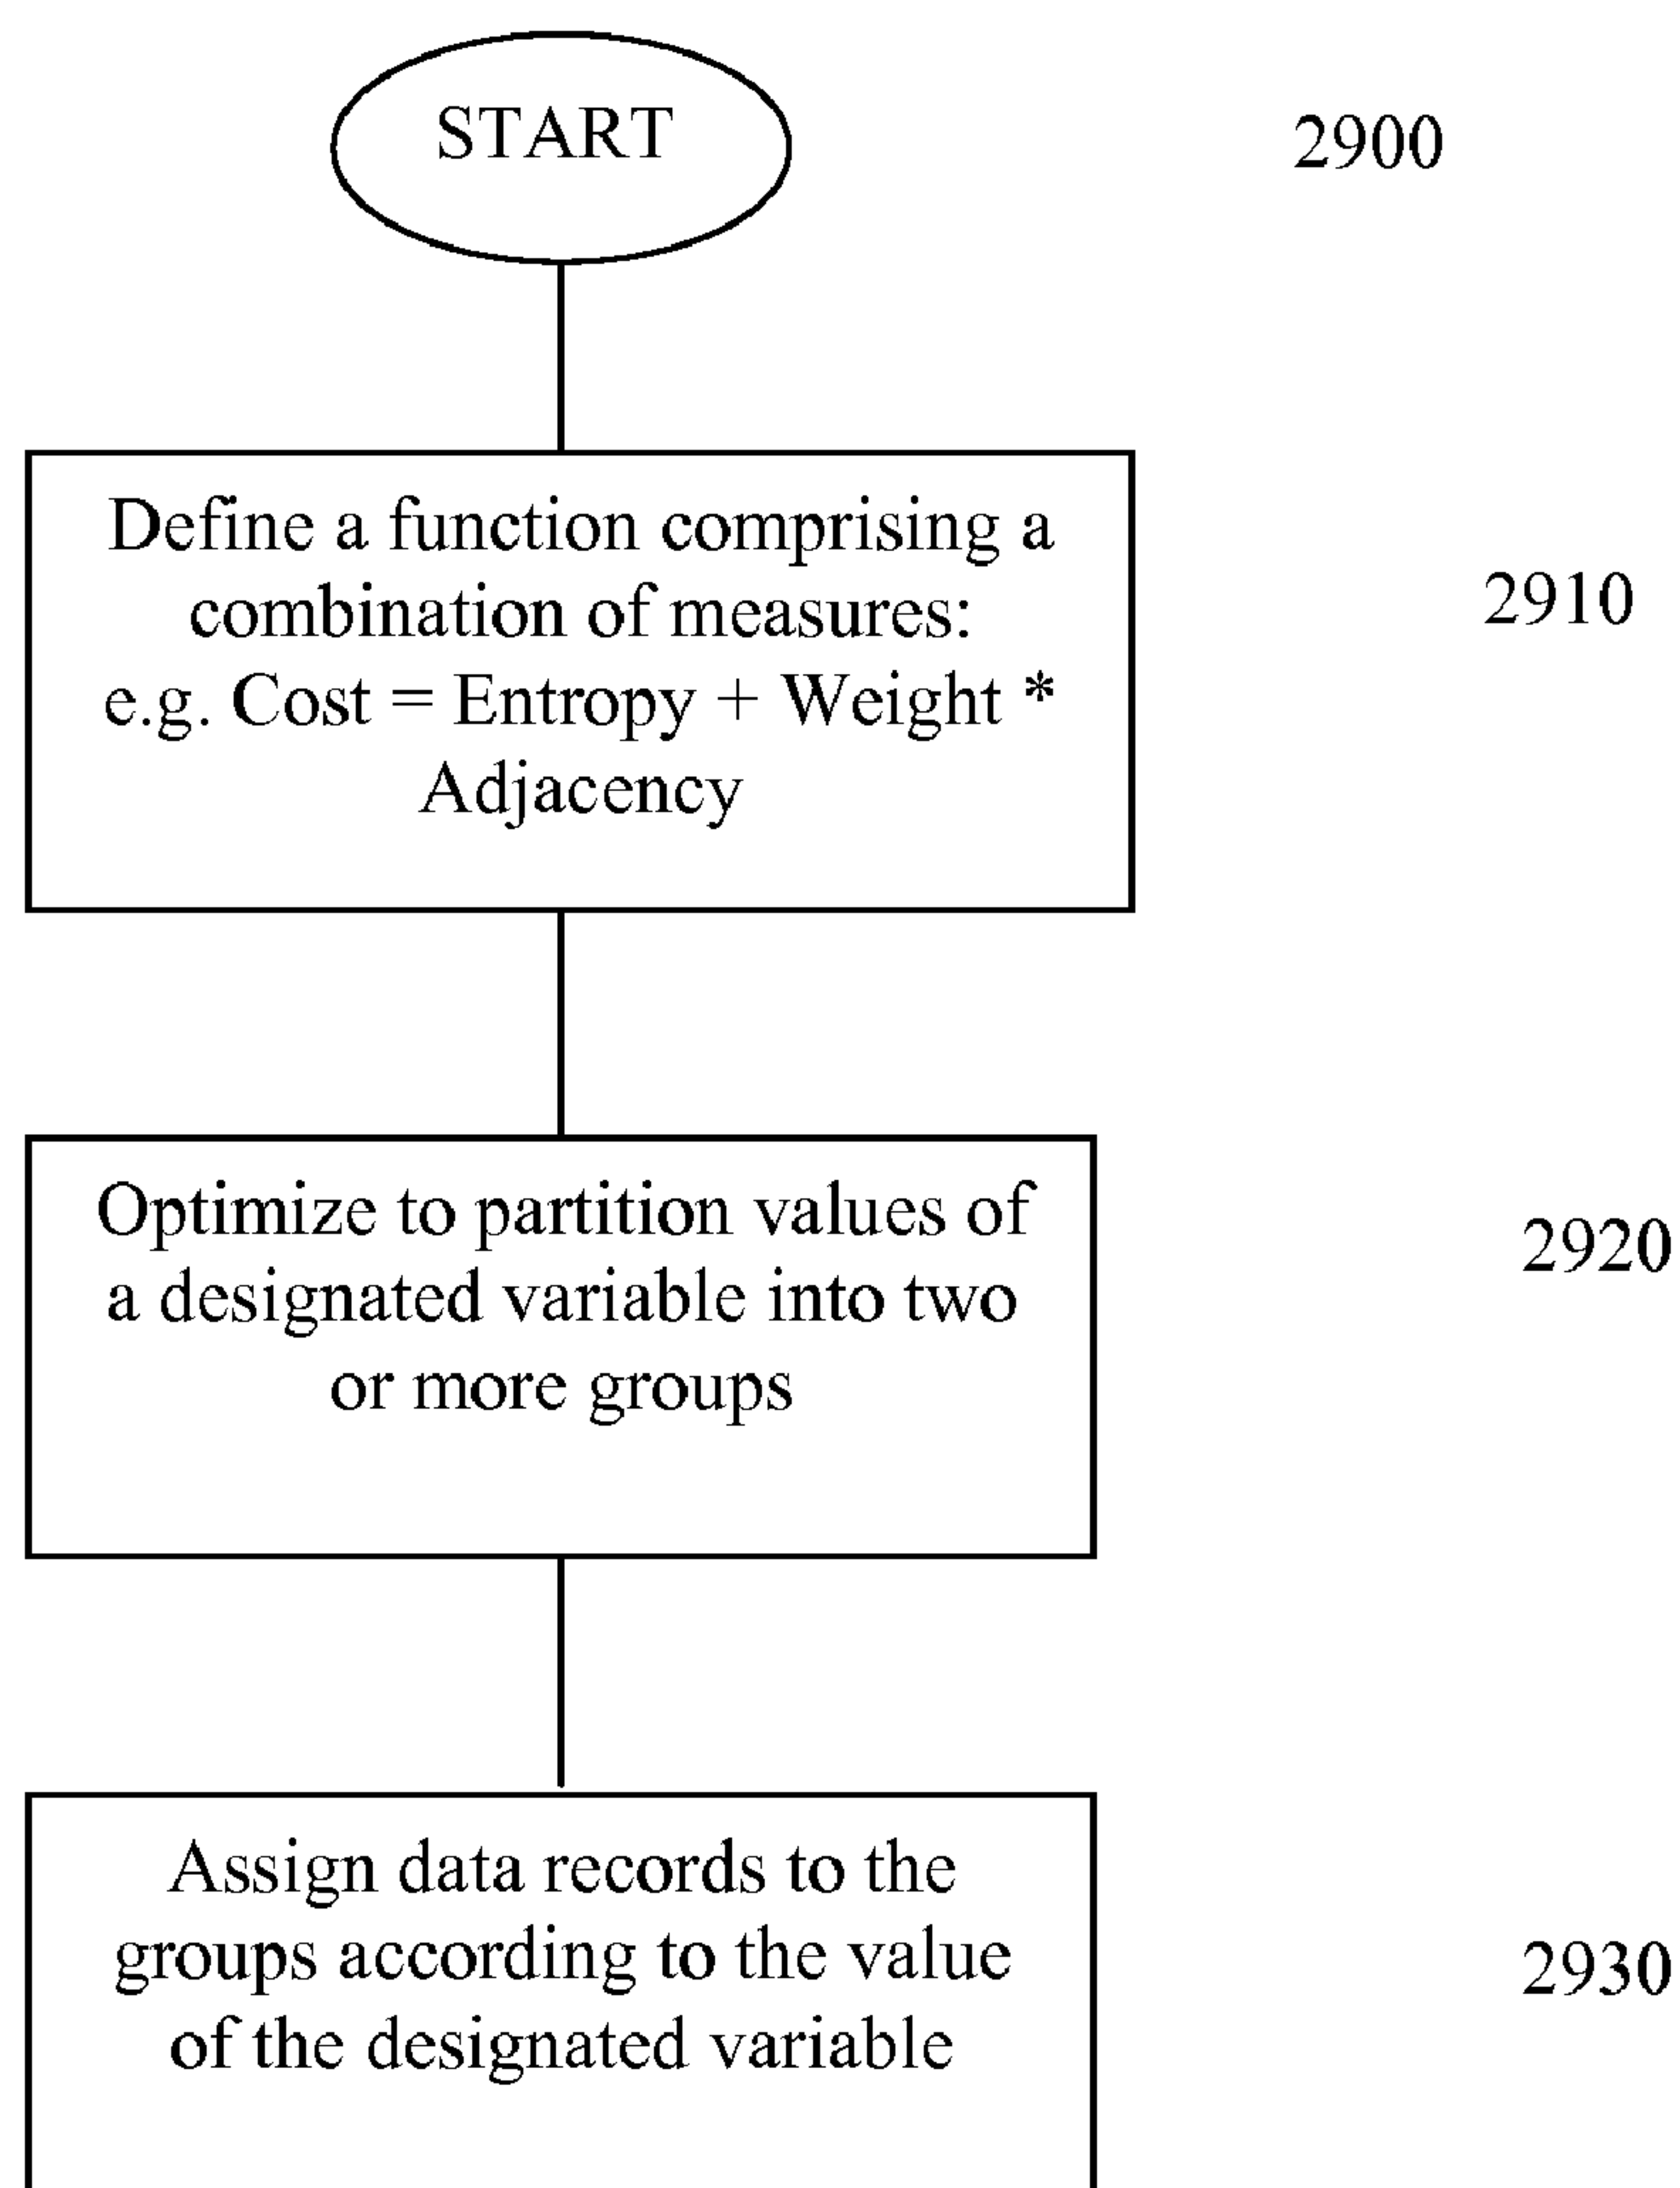 START
2900
Define a function comprising a
combination of measures:
e.g. Cost = Entropy + Weight *
Adjacency
2910
Optimize to partition values of
a designated variable into two
or more groups
2920
Assign data records to the
groups according to the value
of the designated variable
2930